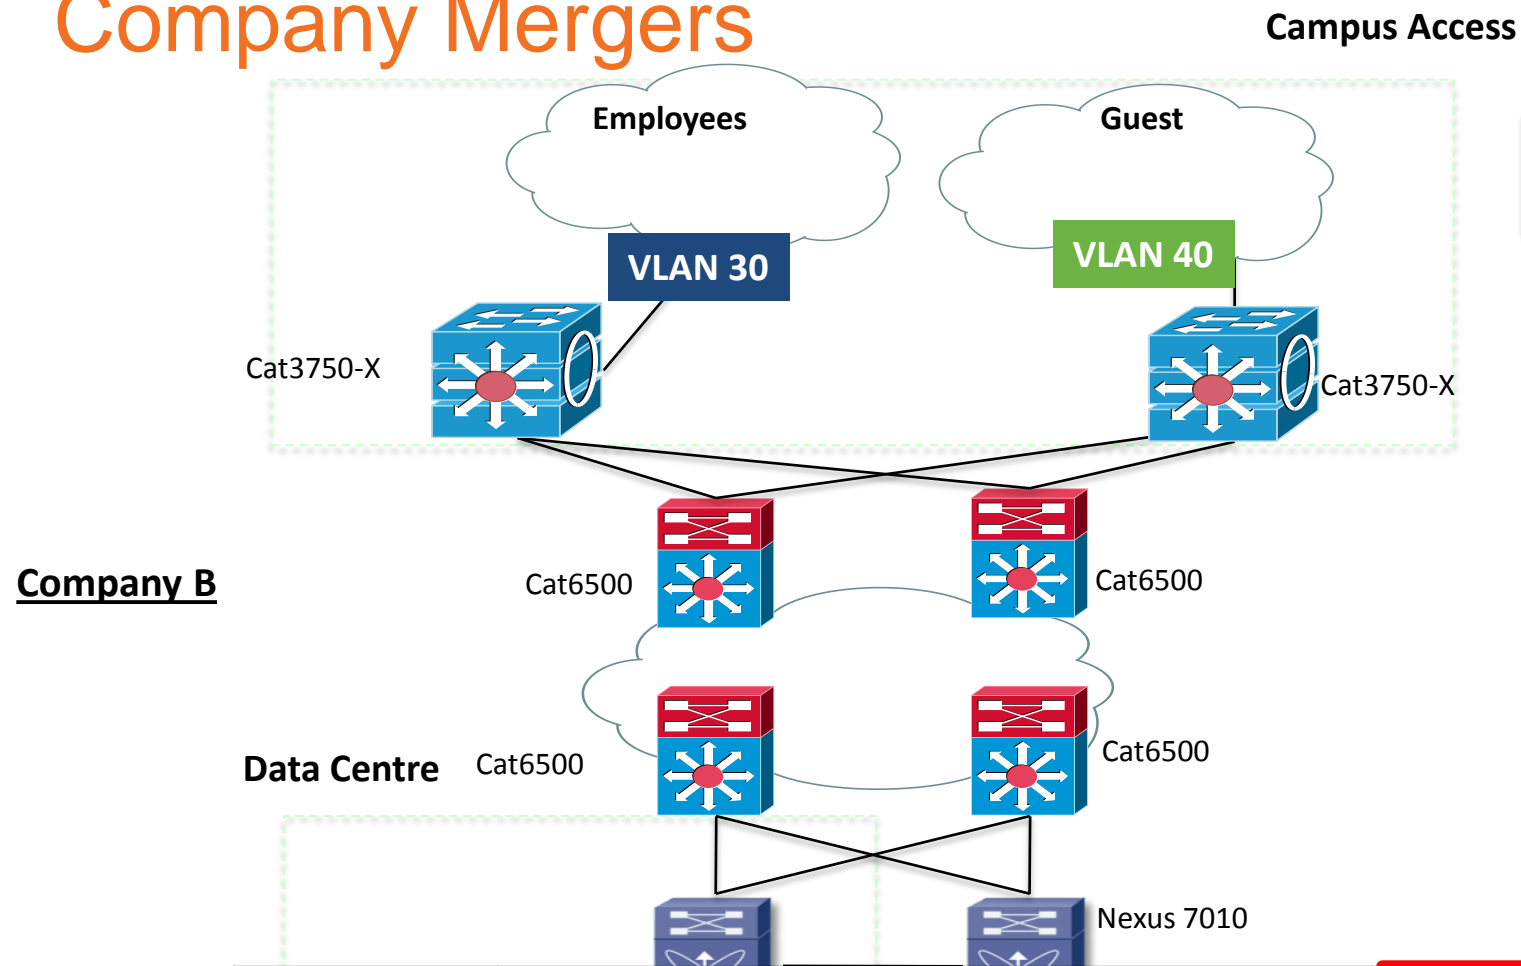 Company Mergers
Campus Access
Employees
Guest
VLAN 30
VLAN 40
Cat3750-X
Cat3750-X
Company B
Cat6500
Cat6500
Data Centre
Cat6500
Cat6500
Nexus 7010